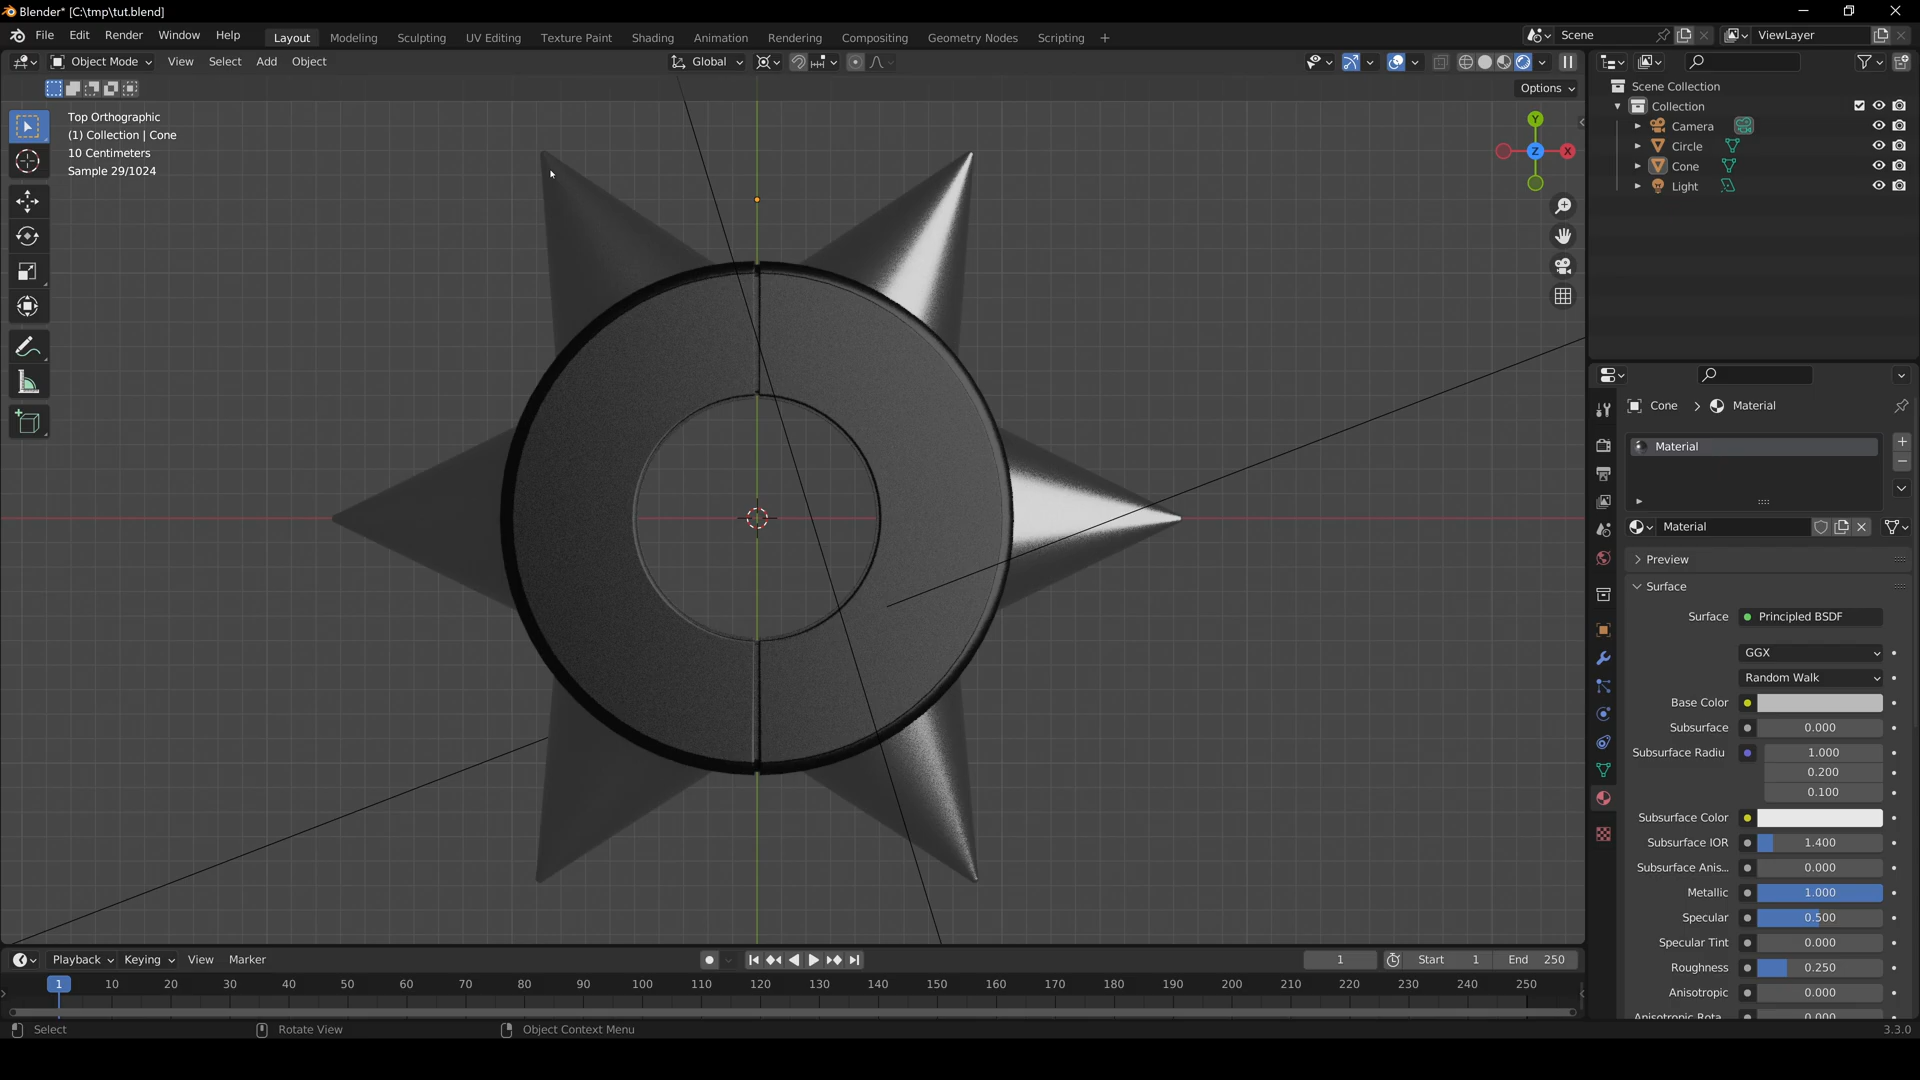 Blender* [C:\tmp\tut.blend]
File Edit Render Window Help Layout Modeling Sculpting UV Editing Texture Paint Shading Animation Rendering Compositing Geometry Nodes Scripting + Scene ViewLayer
Object Mode View Select Add Object Global
Options
Top Orthographic
(1) Collection | Cone
10 Centimeters
Sample 29/1024
Y
Z
X
Scene Collection
Collection
Camera
Circle
Cone
Light
Cone > Material
Material
Material
Preview
Surface
Surface Principled BSDF
GGX
Random Walk
Base Color
Subsurface 0.000
Subsurface Radiu 1.000
0.200
0.100
Subsurface Color
Subsurface IOR 1.400
Subsurface Anis... 0.000
Metallic 1.000
Specular 0.500
Specular Tint 0.000
Roughness 0.250
Anisotropic 0.000
Anisotropic Rota... 0.000
Playback Keying View Marker 1 Start 1 End 250
1 10 20 30 40 50 60 70 80 90 100 110 120 130 140 150 160 170 180 190 200 210 220 230 240 250
Select Rotate View Object Context Menu 3.3.0